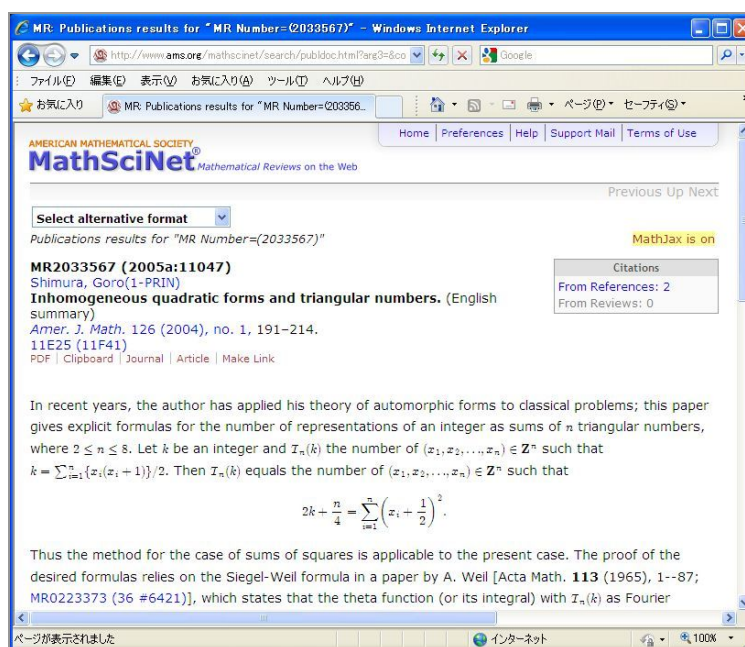 MR: Publications results for "MR Number=(2033567)" - Windows Internet Explorer
http://www.ams.org/mathscinet/search/publdoc.html?arg3=&co
Google
ファイル(F) 編集(E) 表示(V) お気に入り(A) ツール(T) ヘルプ(H)
お気に入り MR: Publications results for "MR Number=(203356... ページ(P) セーフティ(S)
Home | Preferences | Help | Support Mail | Terms of Use
AMERICAN MATHEMATICAL SOCIETY
MathSciNet® Mathematical Reviews on the Web
Previous Up Next
Select alternative format
Publications results for "MR Number=(2033567)" MathJax is on
MR2033567 (2005a:11047)
Shimura, Goro(1-PRIN)
Inhomogeneous quadratic forms and triangular numbers. (English
summary)
Amer. J. Math. 126 (2004), no. 1, 191–214.
11E25 (11F41)
PDF | Clipboard | Journal | Article | Make Link
Citations
From References: 2
From Reviews: 0
In recent years, the author has applied his theory of automorphic forms to classical problems; this paper
gives explicit formulas for the number of representations of an integer as sums of n triangular numbers,
where 2 ≤ n ≤ 8. Let k be an integer and T_n(k) the number of (x_1, x_2, ..., x_n) ∈ Z^n such that
k = ∑_{i=1}^n {x_i(x_i + 1)}/2. Then T_n(k) equals the number of (x_1, x_2, ..., x_n) ∈ Z^n such that
2k + n/4 = ∑_{i=1}^n (x_i + 1/2)^2.
Thus the method for the case of sums of squares is applicable to the present case. The proof of the
desired formulas relies on the Siegel-Weil formula in a paper by A. Weil [Acta Math. 113 (1965), 1--87;
MR0223373 (36 #6421)], which states that the theta function (or its integral) with T_n(k) as Fourier
ページが表示されました インターネット 100%